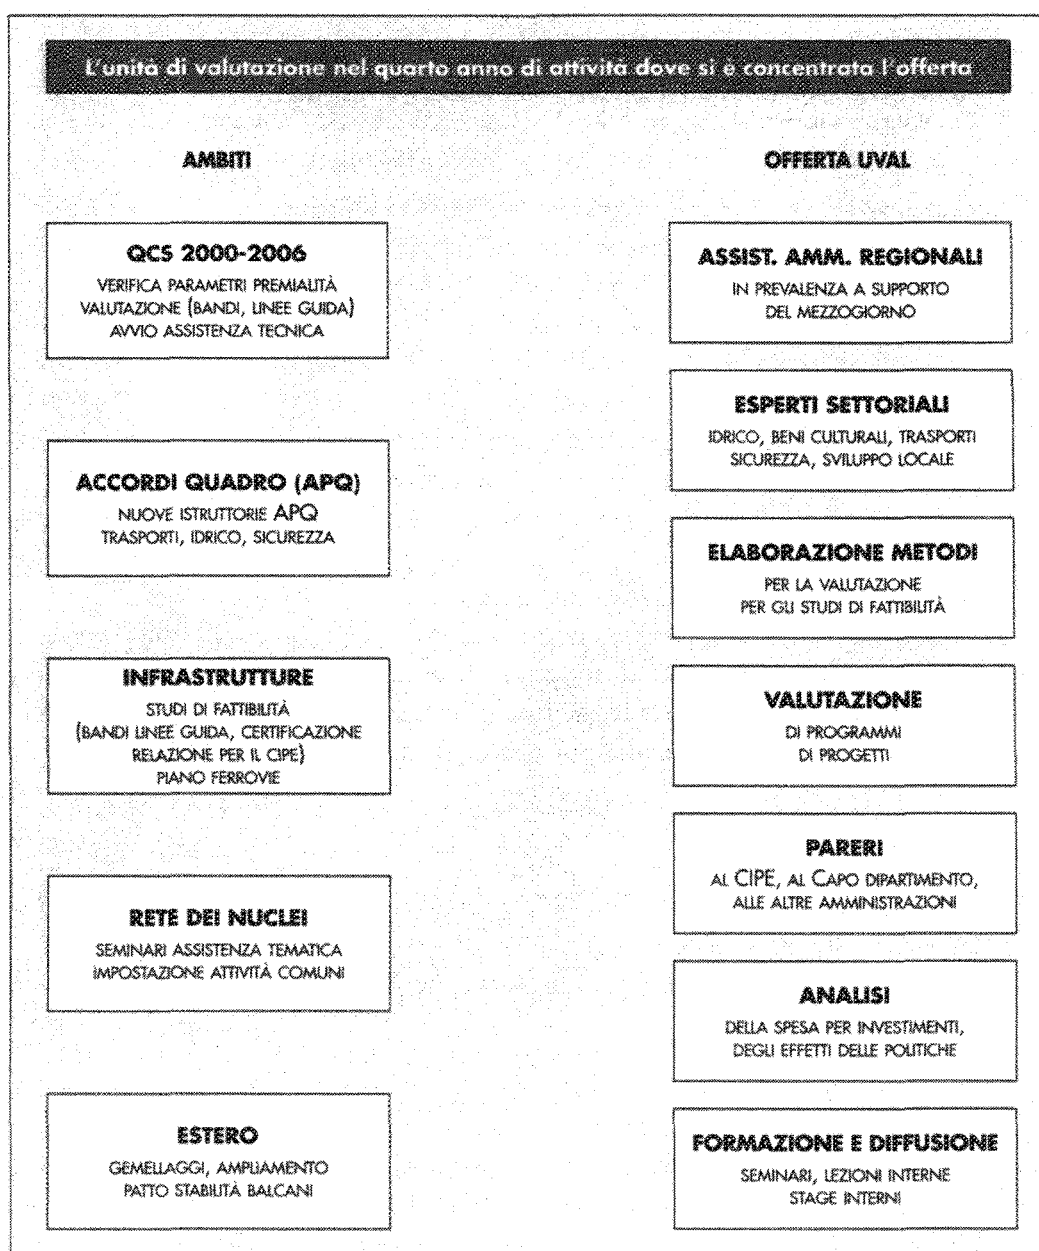 L'unità di valutazione nel quarto anno di attività dove si è concentrata l'offerta
AMBITI
QCS 2000-2006
VERIFICA PARAMETRI PREMIALITÀ
VALUTAZIONE (BANDI, LINEE GUIDA)
AVVIO ASSISTENZA TECNICA
ACCORDI QUADRO (APQ)
NUOVE ISTRUTTORIE APQ
TRASPORTI, IDRICO, SICUREZZA
INFRASTRUTTURE
STUDI DI FATTIBILITÀ
(BANDI LINEE GUIDA, CERTIFICAZIONE
RELAZIONE PER IL CIPE)
PIANO FERROVIE
RETE DEI NUCLEI
SEMINARI ASSISTENZA TEMATICA
IMPOSTAZIONE ATTIVITÀ COMUNI
ESTERO
GEMELLAGGI, AMPLIAMENTO
PATTO STABILITÀ BALCANI
OFFERTA UVAL
ASSIST. AMM. REGIONALI
IN PREVALENZA A SUPPORTO
DEL MEZZOGIORNO
ESPERTI SETTORIALI
IDRICO, BENI CULTURALI, TRASPORTI
SICUREZZA, SVILUPPO LOCALE
ELABORAZIONE METODI
PER LA VALUTAZIONE
PER GLI STUDI DI FATTIBILITÀ
VALUTAZIONE
DI PROGRAMMI
DI PROGETTI
PARERI
AL CIPE, AL CAPO DIPARTIMENTO,
ALLE ALTRE AMMINISTRAZIONI
ANALISI
DELLA SPESA PER INVESTIMENTI,
DEGLI EFFETTI DELLE POLITICHE
FORMAZIONE E DIFFUSIONE
SEMINARI, LEZIONI INTERNE
STAGE INTERNI